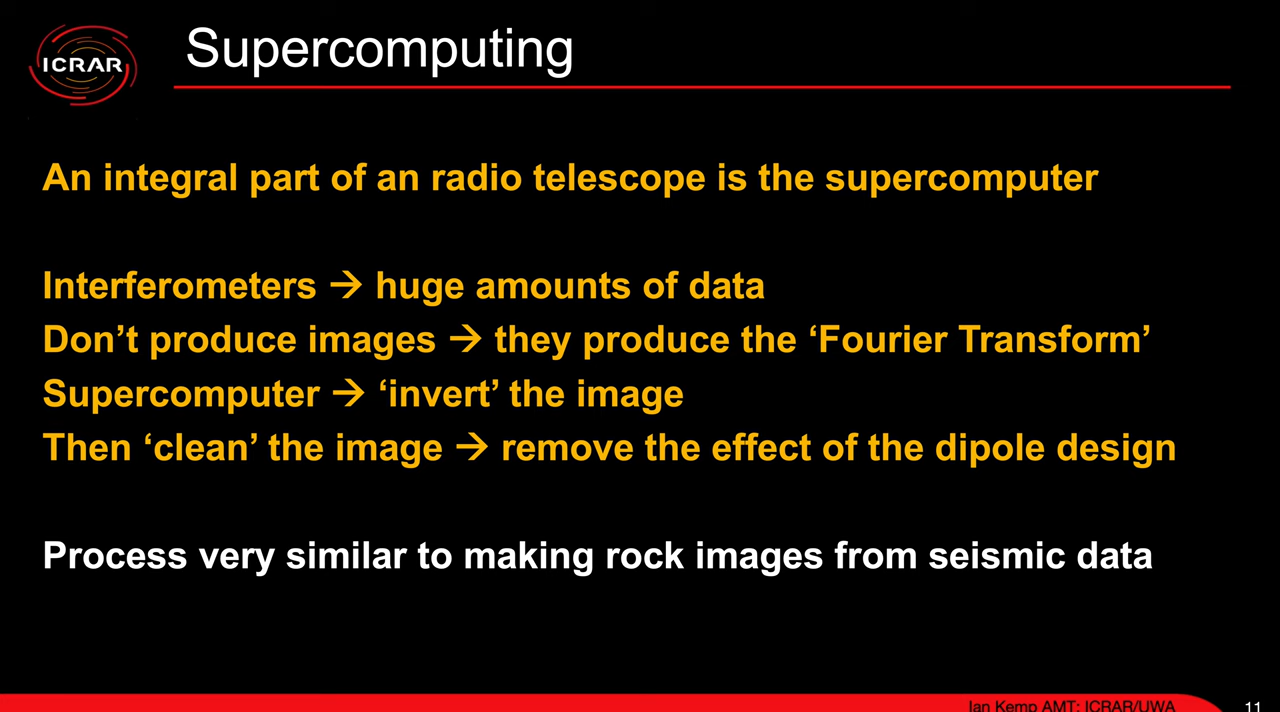 ICRAR
Supercomputing
An integral part of an radio telescope is the supercomputer
Interferometers → huge amounts of data
Don’t produce images → they produce the ‘Fourier Transform’
Supercomputer → ‘invert’ the image
Then ‘clean’ the image → remove the effect of the dipole design
Process very similar to making rock images from seismic data
Ian Kemp AMT: ICRAR/UWA
11